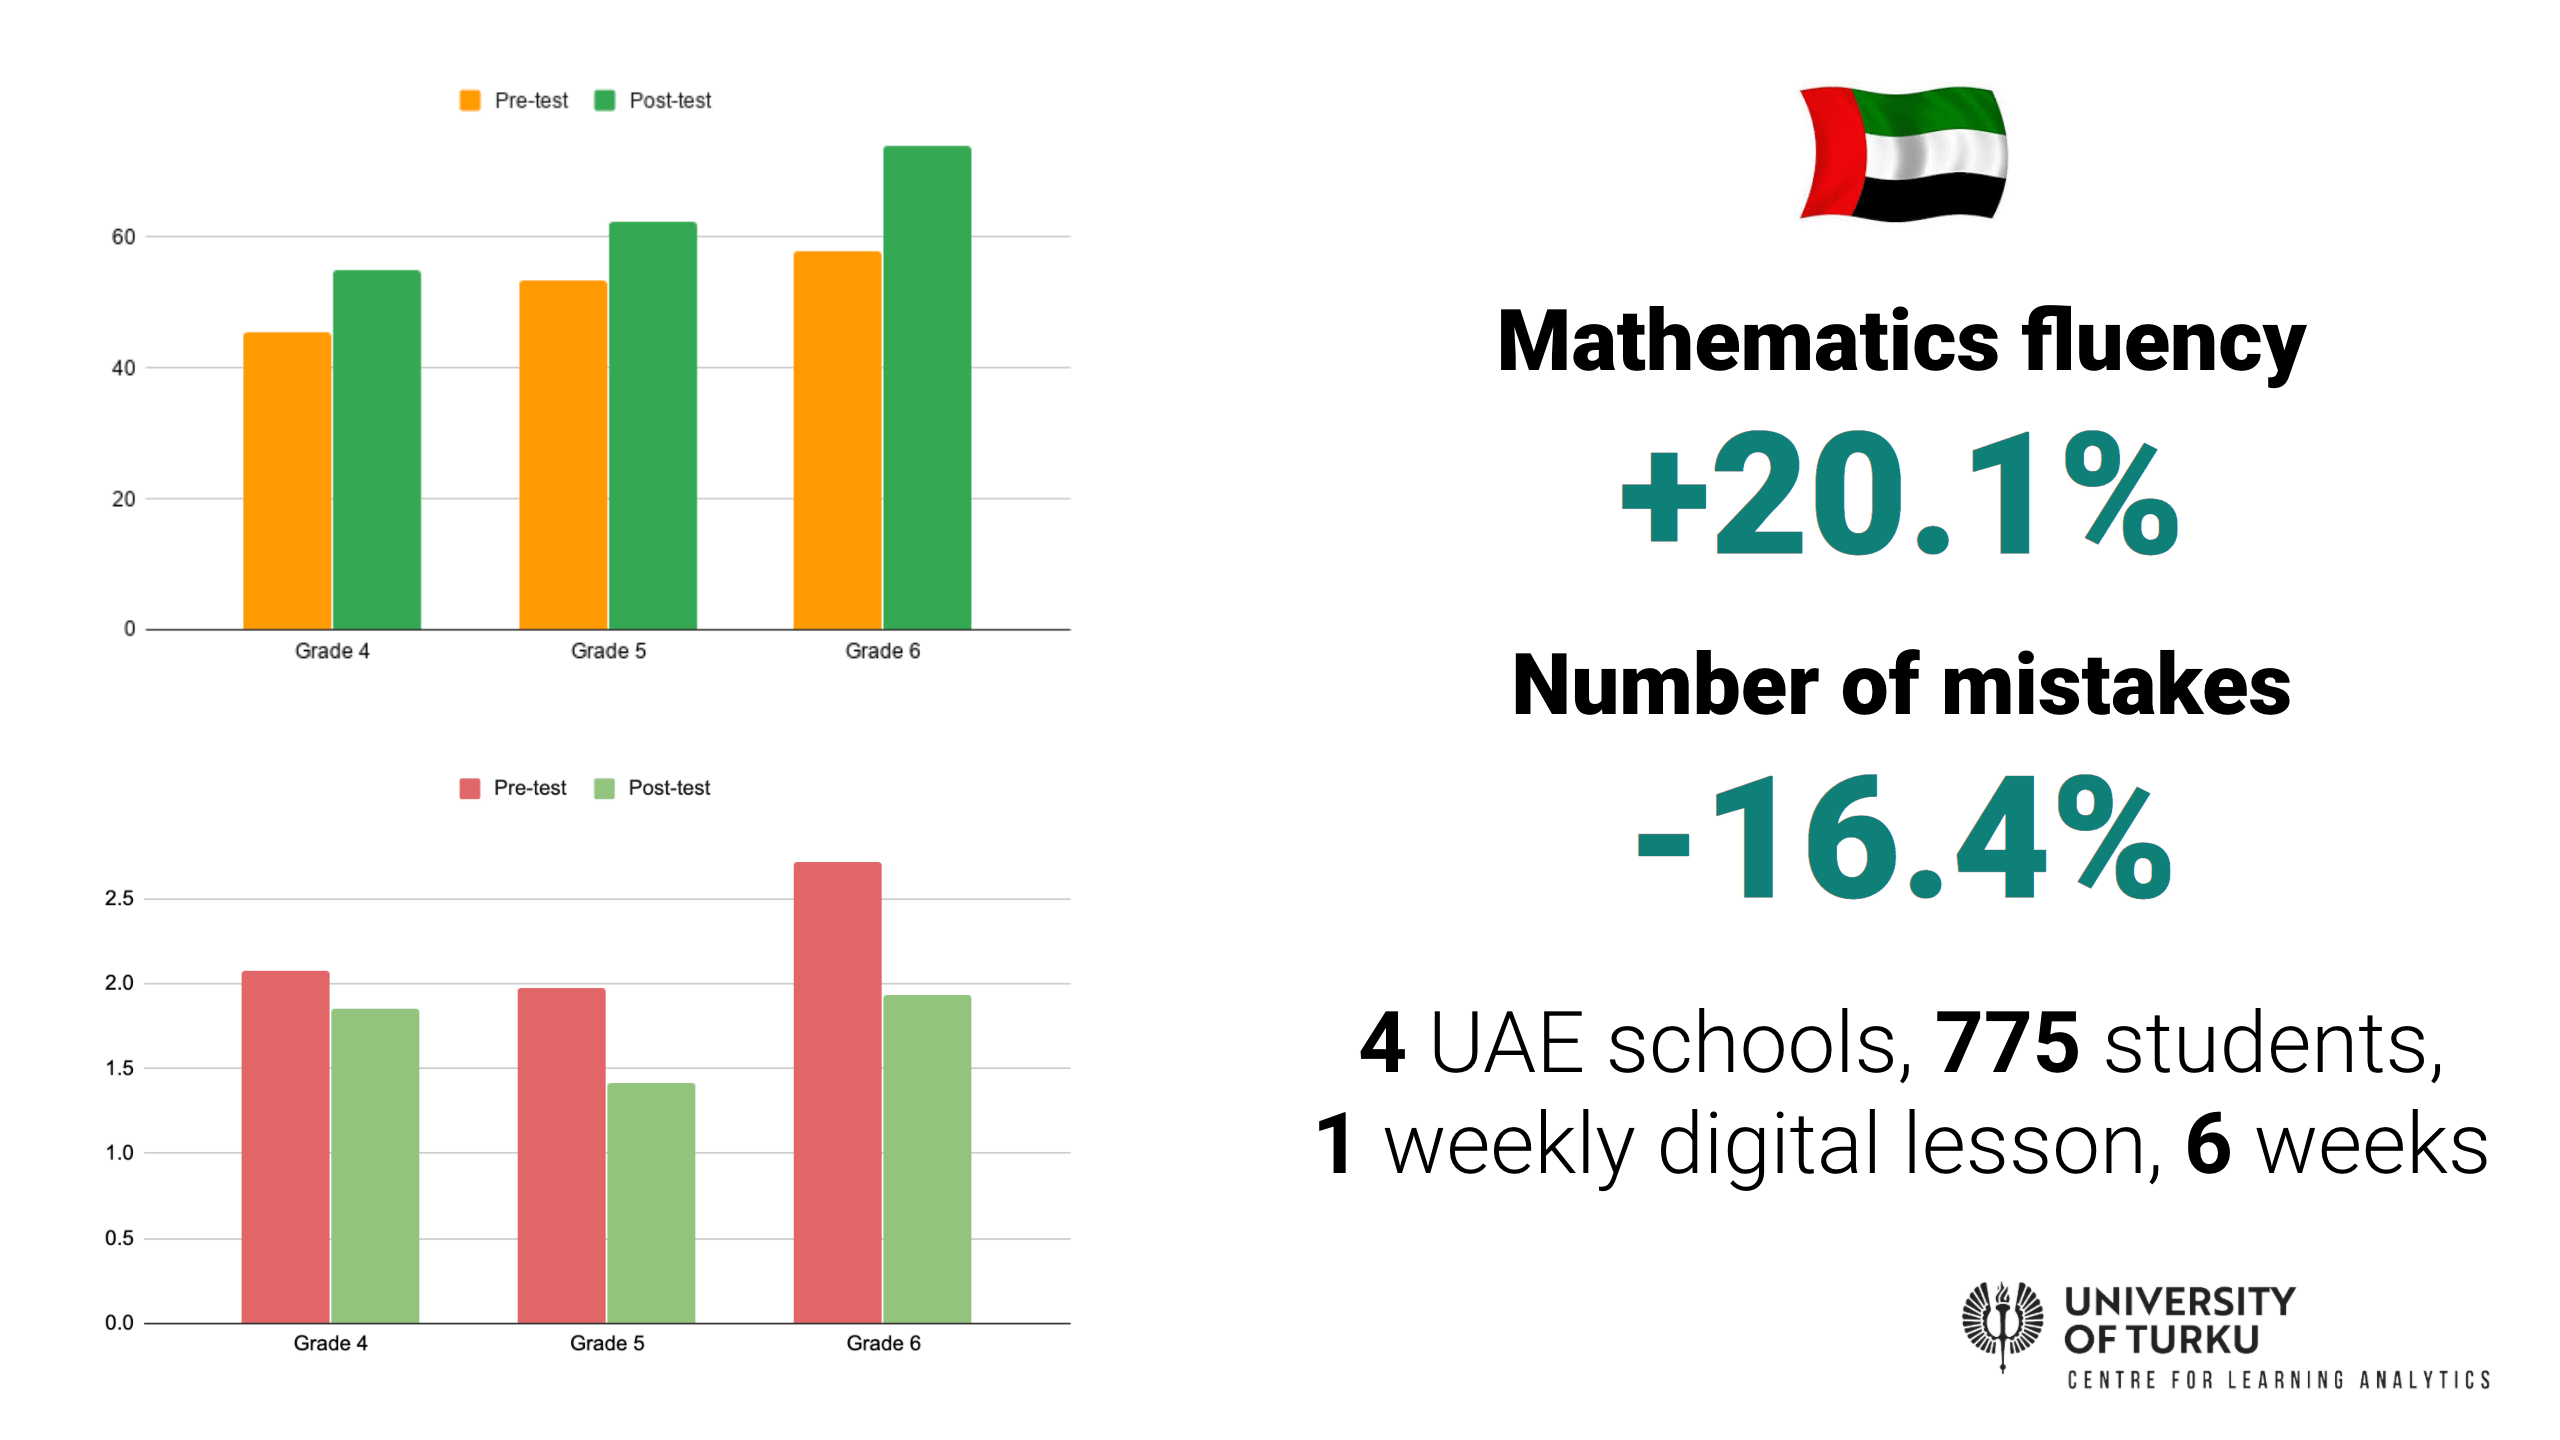 Pre-test Post-test
60
40
20
0
Grade 4 Grade 5 Grade 6
Pre-test Post-test
2.5
2.0
1.5
1.0
0.5
0.0
Grade 4 Grade 5 Grade 6
Mathematics fluency
+20.1%
Number of mistakes
-16.4%
4 UAE schools, 775 students,
1 weekly digital lesson, 6 weeks
UNIVERSITY
OF TURKU
CENTRE FOR LEARNING ANALYTICS